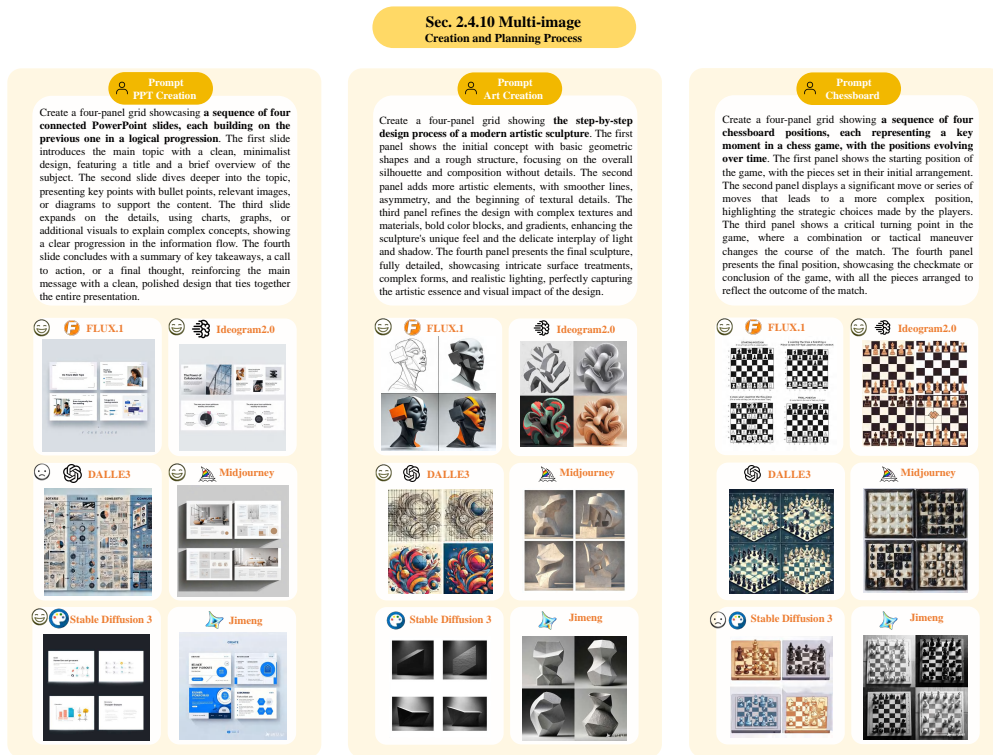 Sec. 2.4.10 Multi-image
Creation and Planning Process
Prompt
PPT Creation
Create a four-panel grid showcasing a sequence of four
connected PowerPoint slides, each building on the
previous one in a logical progression. The first slide
introduces the main topic with a clean, minimalist
design, featuring a title and a brief overview of the
subject. The second slide dives deeper into the topic,
presenting key points with bullet points, relevant images,
or diagrams to support the content. The third slide
expands on the details, using charts, graphs, or
additional visuals to explain complex concepts, showing
a clear progression in the information flow. The fourth
slide concludes with a summary of key takeaways, a call
to action, or a final thought, reinforcing the main
message with a clean, polished design that ties together
the entire presentation.
FLUX.1
Ideogram2.0
The Power of
Collaboration
DALLE3
Midjourney
Stable Diffusion 3
Jimeng
Prompt
Art Creation
Create a four-panel grid showing the step-by-step
design process of a modern artistic sculpture. The first
panel shows the initial concept with basic geometric
shapes and a rough structure, focusing on the overall
silhouette and composition without details. The second
panel adds more artistic elements, with smoother lines,
asymmetry, and the beginning of textural details. The
third panel refines the design with complex textures and
materials, bold color blocks, and gradients, enhancing the
sculpture's unique feel and the delicate interplay of light
and shadow. The fourth panel presents the final sculpture,
fully detailed, showcasing intricate surface treatments,
complex forms, and realistic lighting, perfectly capturing
the artistic essence and visual impact of the design.
FLUX.1
Ideogram2.0
DALLE3
Midjourney
Stable Diffusion 3
Jimeng
Prompt
Chessboard
Create a four-panel grid showing a sequence of four
chessboard positions, each representing a key
moment in a chess game, with the positions evolving
over time. The first panel shows the starting position of
the game, with the pieces set in their initial arrangement.
The second panel displays a significant move or series of
moves that leads to a more complex position,
highlighting the strategic choices made by the players.
The third panel shows a critical turning point in the
game, where a combination or tactical maneuver
changes the course of the match. The fourth panel
presents the final position, showcasing the checkmate or
conclusion of the game, with all the pieces arranged to
reflect the outcome of the match.
FLUX.1
Ideogram2.0
DALLE3
Midjourney
Stable Diffusion 3
Jimeng